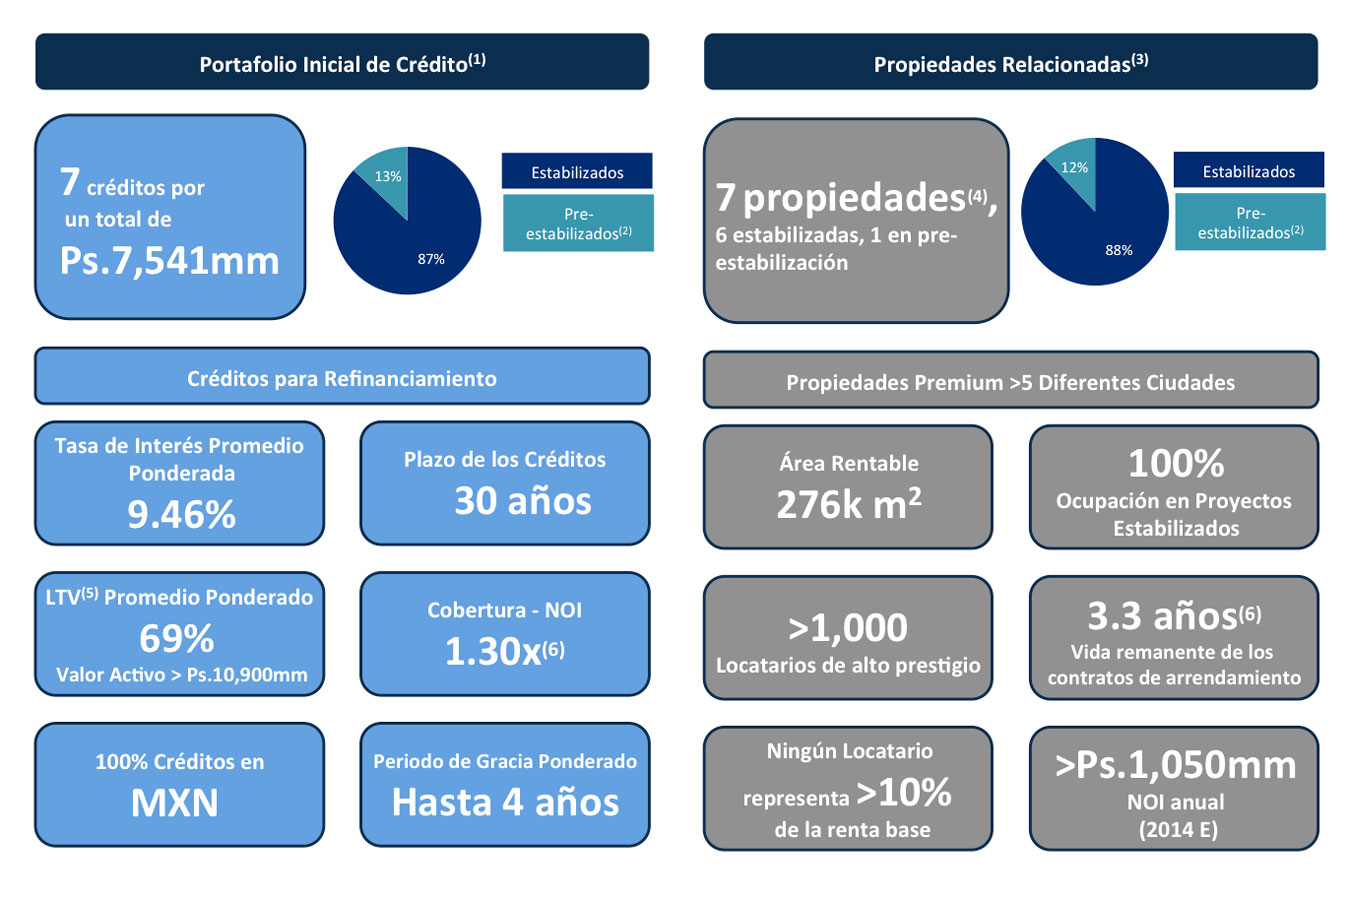 Portafolio Inicial de Crédito(1)
7 créditos por
un total de
Ps.7,541mm
13%
87%
Estabilizados
Pre-
estabilizados(2)
Créditos para Refinanciamiento
Tasa de Interés Promedio
Ponderada
9.46%
Plazo de los Créditos
30 años
LTV(5) Promedio Ponderado
69%
Valor Activo > Ps.10,900mm
Cobertura - NOI
1.30x(6)
100% Créditos en
MXN
Periodo de Gracia Ponderado
Hasta 4 años
Propiedades Relacionadas(3)
7 propiedades(4),
6 estabilizadas, 1 en pre-
estabilización
12%
88%
Estabilizados
Pre-
estabilizados(2)
Propiedades Premium >5 Diferentes Ciudades
Área Rentable
276k m2
100%
Ocupación en Proyectos
Estabilizados
>1,000
Locatarios de alto prestigio
3.3 años(6)
Vida remanente de los
contratos de arrendamiento
Ningún Locatario
representa >10%
de la renta base
>Ps.1,050mm
NOI anual
(2014 E)